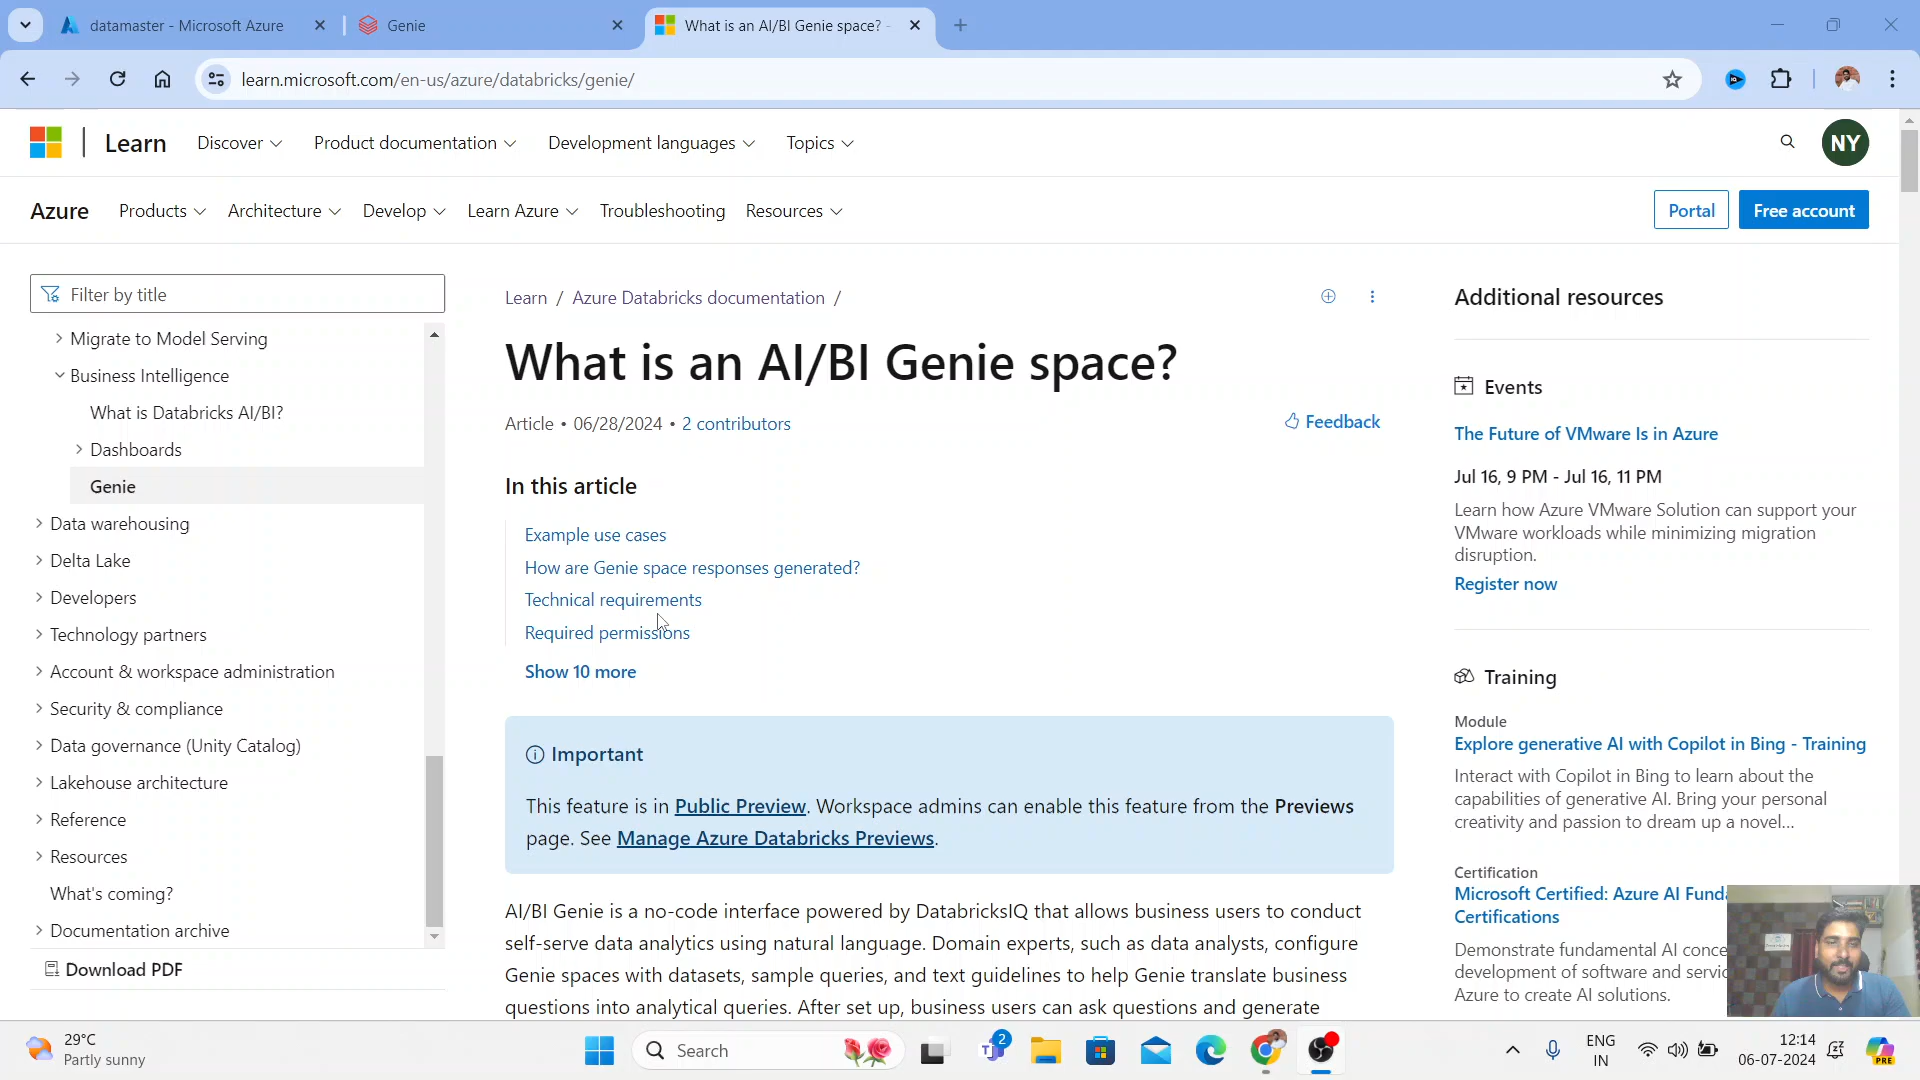 datamaster - Microsoft Azure
Genie
What is an AI/BI Genie space? -
learn.microsoft.com/en-us/azure/databricks/genie/
Learn
Discover
Product documentation
Development languages
Topics
NY
Azure
Products
Architecture
Develop
Learn Azure
Troubleshooting
Resources
Portal
Free account
Filter by title
Migrate to Model Serving
Business Intelligence
What is Databricks AI/BI?
Dashboards
Genie
Data warehousing
Delta Lake
Developers
Technology partners
Account & workspace administration
Security & compliance
Data governance (Unity Catalog)
Lakehouse architecture
Reference
Resources
What's coming?
Documentation archive
Download PDF
Learn / Azure Databricks documentation /
What is an AI/BI Genie space?
Article • 06/28/2024 • 2 contributors
Feedback
In this article
Example use cases
How are Genie space responses generated?
Technical requirements
Required permissions
Show 10 more
Important
This feature is in Public Preview. Workspace admins can enable this feature from the Previews
page. See Manage Azure Databricks Previews.
AI/BI Genie is a no-code interface powered by DatabricksIQ that allows business users to conduct
self-serve data analytics using natural language. Domain experts, such as data analysts, configure
Genie spaces with datasets, sample queries, and text guidelines to help Genie translate business
questions into analytical queries. After set up, business users can ask questions and generate
Additional resources
Events
The Future of VMware Is in Azure
Jul 16, 9 PM - Jul 16, 11 PM
Learn how Azure VMware Solution can support your
VMware workloads while minimizing migration
disruption.
Register now
Training
Module
Explore generative AI with Copilot in Bing - Training
Interact with Copilot in Bing to learn about the
capabilities of generative AI. Bring your personal
creativity and passion to dream up a novel...
Certification
Microsoft Certified: Azure AI Funda
Certifications
Demonstrate fundamental AI conce
development of software and servic
Azure to create AI solutions.
29°C
Partly sunny
Search
2
ENG
IN
12:14
06-07-2024
PRE